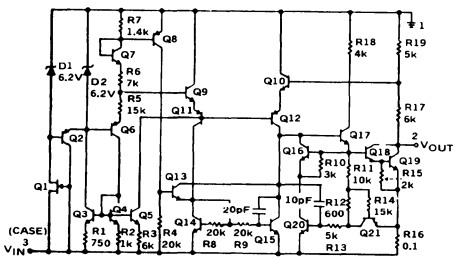 R7
1.4k
Q7
Q8
R18
4k
R19
5k
1
D1
6.2V
D2
6.2V
R6
7k
Q9
Q10
R5
15k
Q11
R17
6k
Q2
Q6
Q12
2
VOUT
Q17
Q18
Q19
Q16
R10
3k
R11
10k
R15
2k
Q1
Q13
20pF
10pF
R12
600
R14
15k
(CASE)
3
VIN
Q3
Q4
Q5
Q14
Q15
Q20
Q21
R1
750
R2
1k
R3
6k
R4
20k
20k
R8
20k
R9
5k
R13
R16
0.1